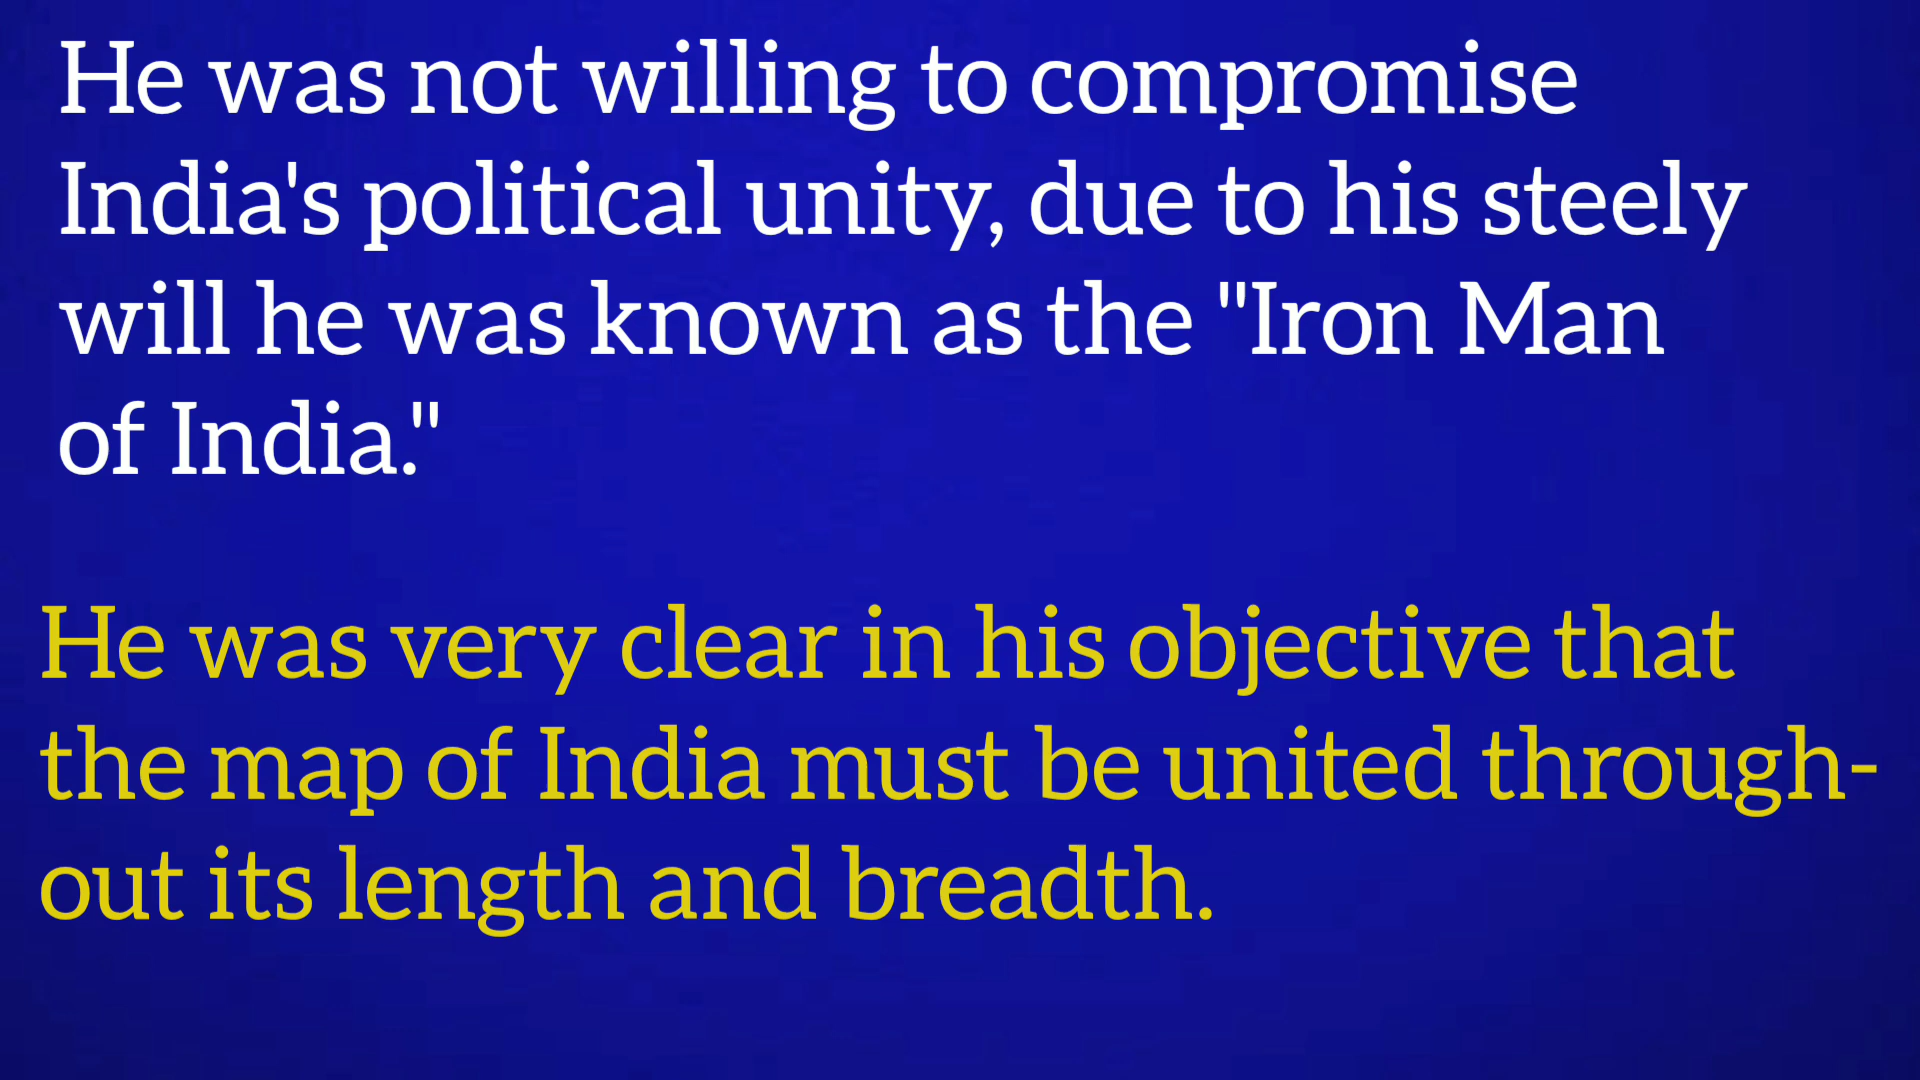 He was not willing to compromise
India's political unity, due to his steely
will he was known as the "Iron Man
of India."
He was very clear in his objective that
the map of India must be united through-
out its length and breadth.